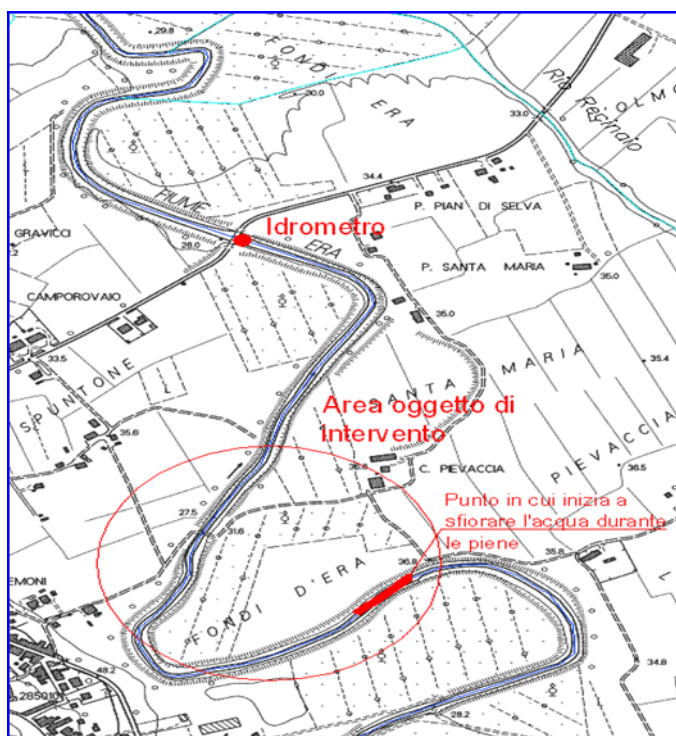 29.8
FONDI
ERA
30.0
Rio Reginaio
33.0
OLMO
34.4
FIUME
ERA
Idrometro
P. PIAN DI SELVA
GRAVICCI
28.0
P. SANTA MARIA
35.0
CAMPOROVAIO
35.0
33.5
SPUNTONE
SANTA MARIA
35.4
Area oggetto di
Intervento
35.6
PIEVACCIA
36.5
C. PIEVACCIA
27.5
31.6
Punto in cui inizia a
sfiorare l'acqua durante
le piene
36.8
35.8
EMONI
FONDI D'ERA
34.8
48.2
285010
28.2